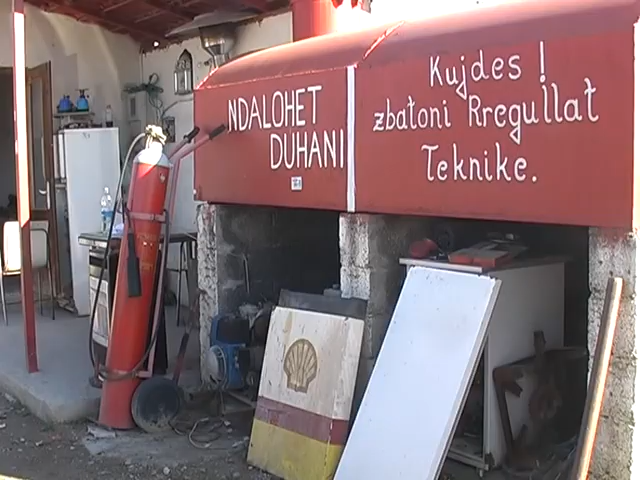 NDALOHET
DUHANI
Kujdes !
zbatoni Rregullat
Teknike.